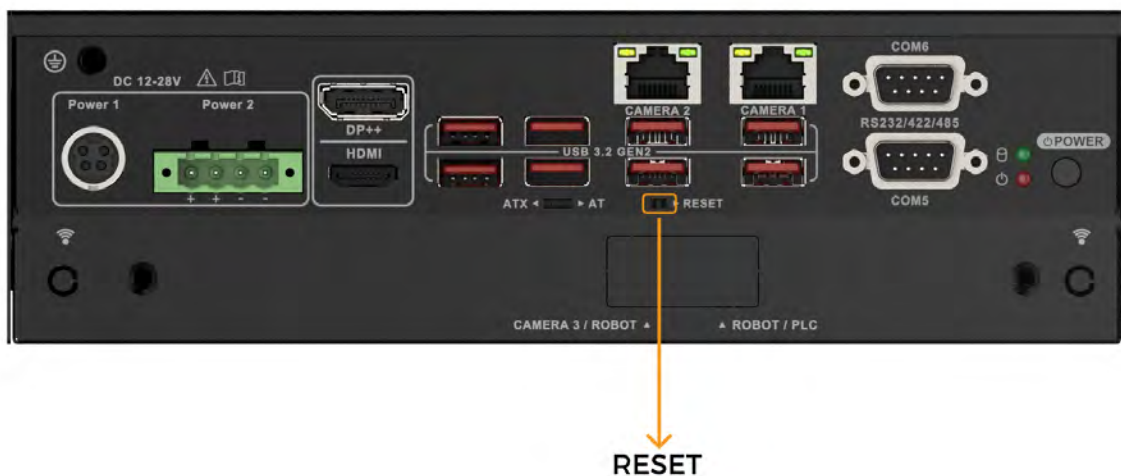 DC 12-28V
Power 1
Power 2
+ + - -
DP++
HDMI
CAMERA 2
CAMERA 1
USB 3.2 GEN2
ATX ◄ ► AT
► RESET
COM6
RS232/422/485
COM5
POWER
CAMERA 3 / ROBOT ▲
▲ ROBOT / PLC
RESET